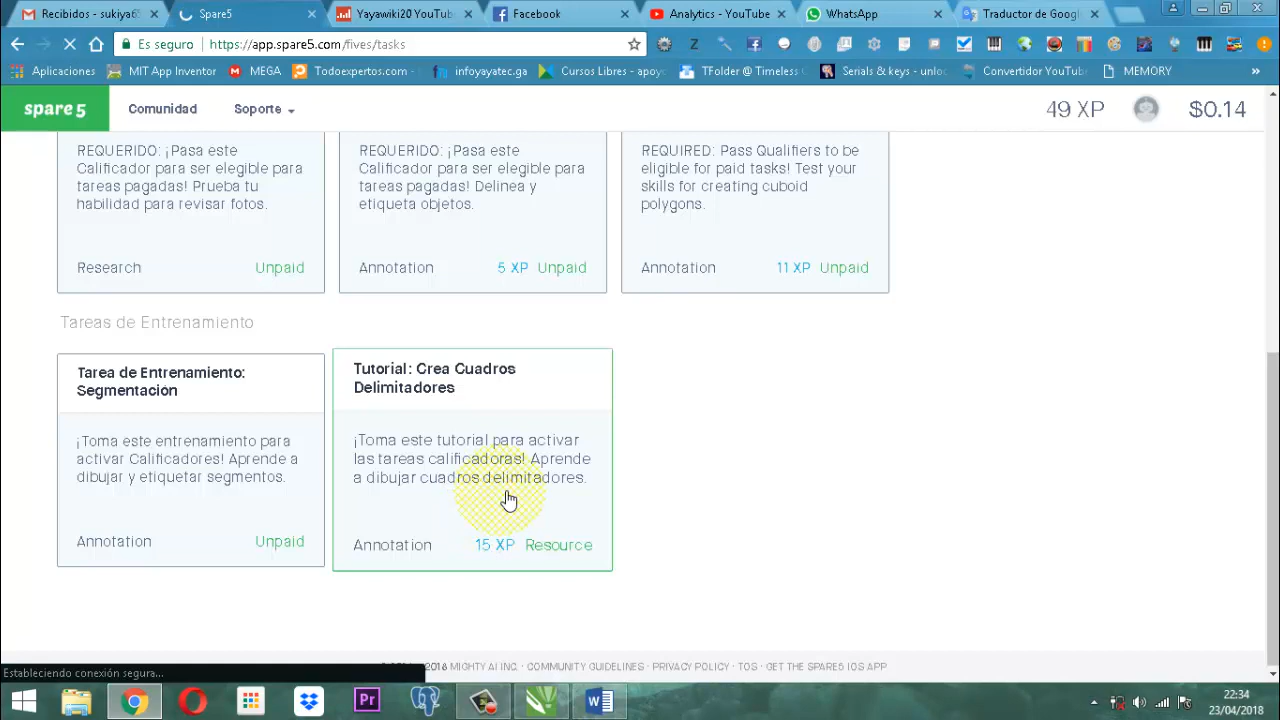 Recibidos - sukiya6
Spare5
Yayawiki20 YouTube
Facebook
Analytics - YouTube
WhatsApp
Traductor de Google
Es seguro
https://app.spare5.com/fives/tasks
Aplicaciones
MIT App Inventor
MEGA
Todoexpertos.com -
infoyayatec.ga
Cursos Libres - apoyo
TFolder @ Timeless
Serials & keys - unloc
Convertidor YouTub
MEMORY
»
spare5
Comunidad
Soporte
49 XP
$0.14
REQUERIDO: ¡Pasa este
Calificador para ser elegible para
tareas pagadas! Prueba tu
habilidad para revisar fotos.
Research
Unpaid
REQUERIDO: ¡Pasa este
Calificador para ser elegible para
tareas pagadas! Delinea y
etiqueta objetos.
Annotation
5 XP Unpaid
REQUIRED: Pass Qualifiers to be
eligible for paid tasks! Test your
skills for creating cuboid
polygons.
Annotation
11 XP Unpaid
Tareas de Entrenamiento
Tarea de Entrenamiento:
Segmentación
¡Toma este entrenamiento para
activar Calificadores! Aprende a
dibujar y etiquetar segmentos.
Annotation
Unpaid
Tutorial: Crea Cuadros
Delimitadores
¡Toma este tutorial para activar
las tareas calificadoras! Aprende
a dibujar cuadros delimitadores.
Annotation
15 XP Resource
MIGHTY AI INC. · COMMUNITY GUIDELINES · PRIVACY POLICY · TOS · GET THE SPARE5 IOS APP
Estableciendo conexión segura...
Pr
22:34
23/04/2018